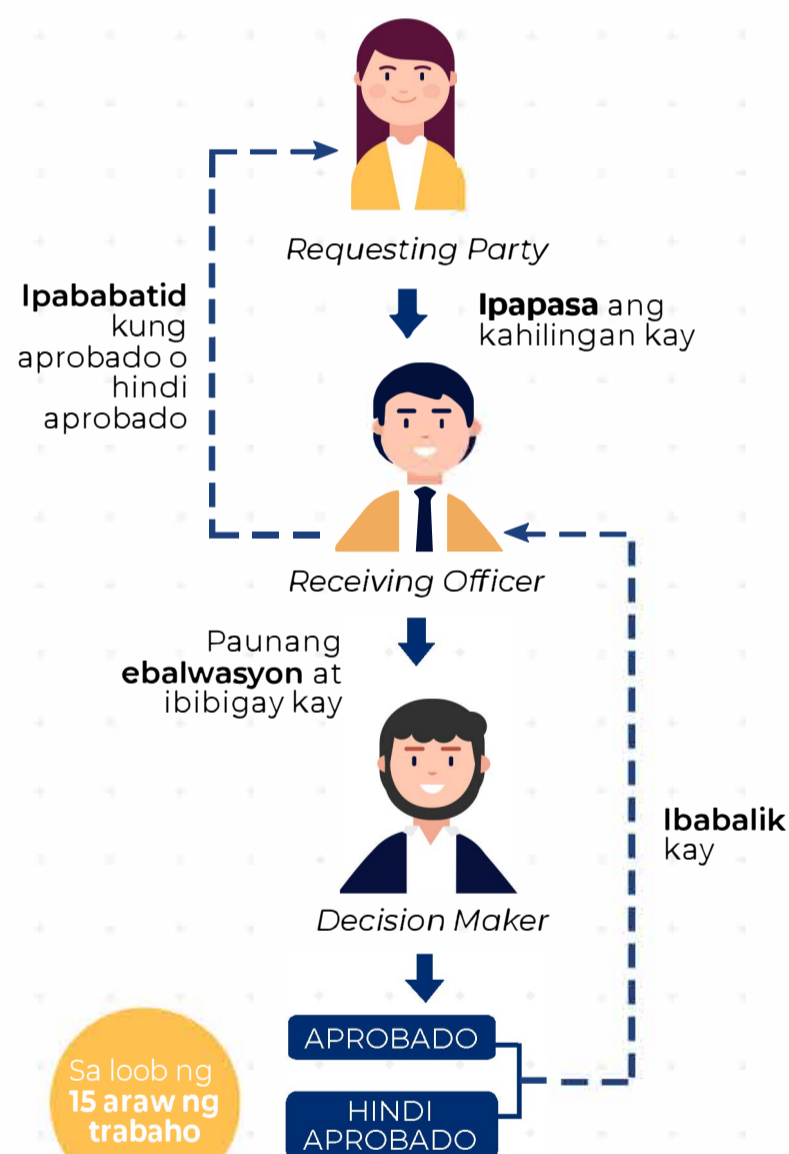 Requesting Party
Ipapasa ang
kahilingan kay
Ipababatid
kung
aprobado o
hindi
aprobado
Receiving Officer
Paunang
ebalwasyon at
ibibigay kay
Ibabalik
kay
Decision Maker
APROBADO
HINDI
APROBADO
Sa loob ng
15 araw ng
trabaho